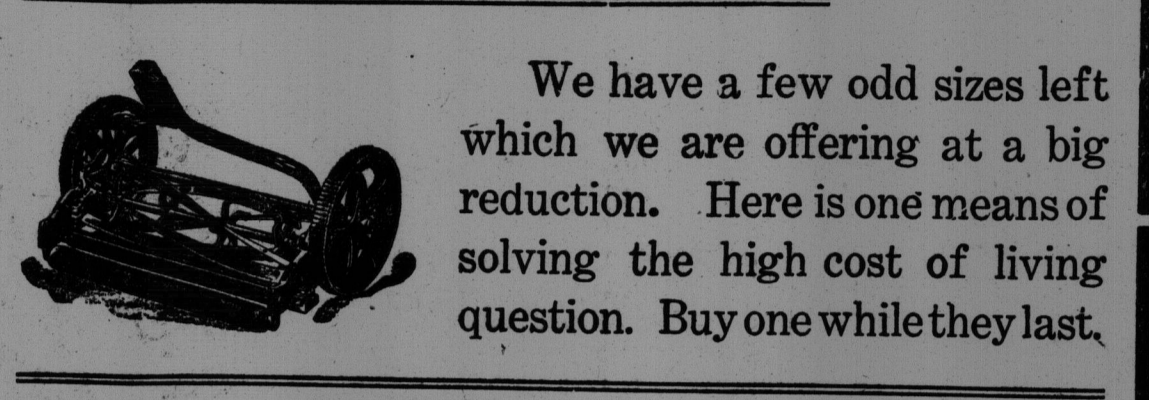 We have a few odd sizes left
which we are offering at a big
reduction. Here is one means of
solving the high cost of living
question. Buy one while they last.